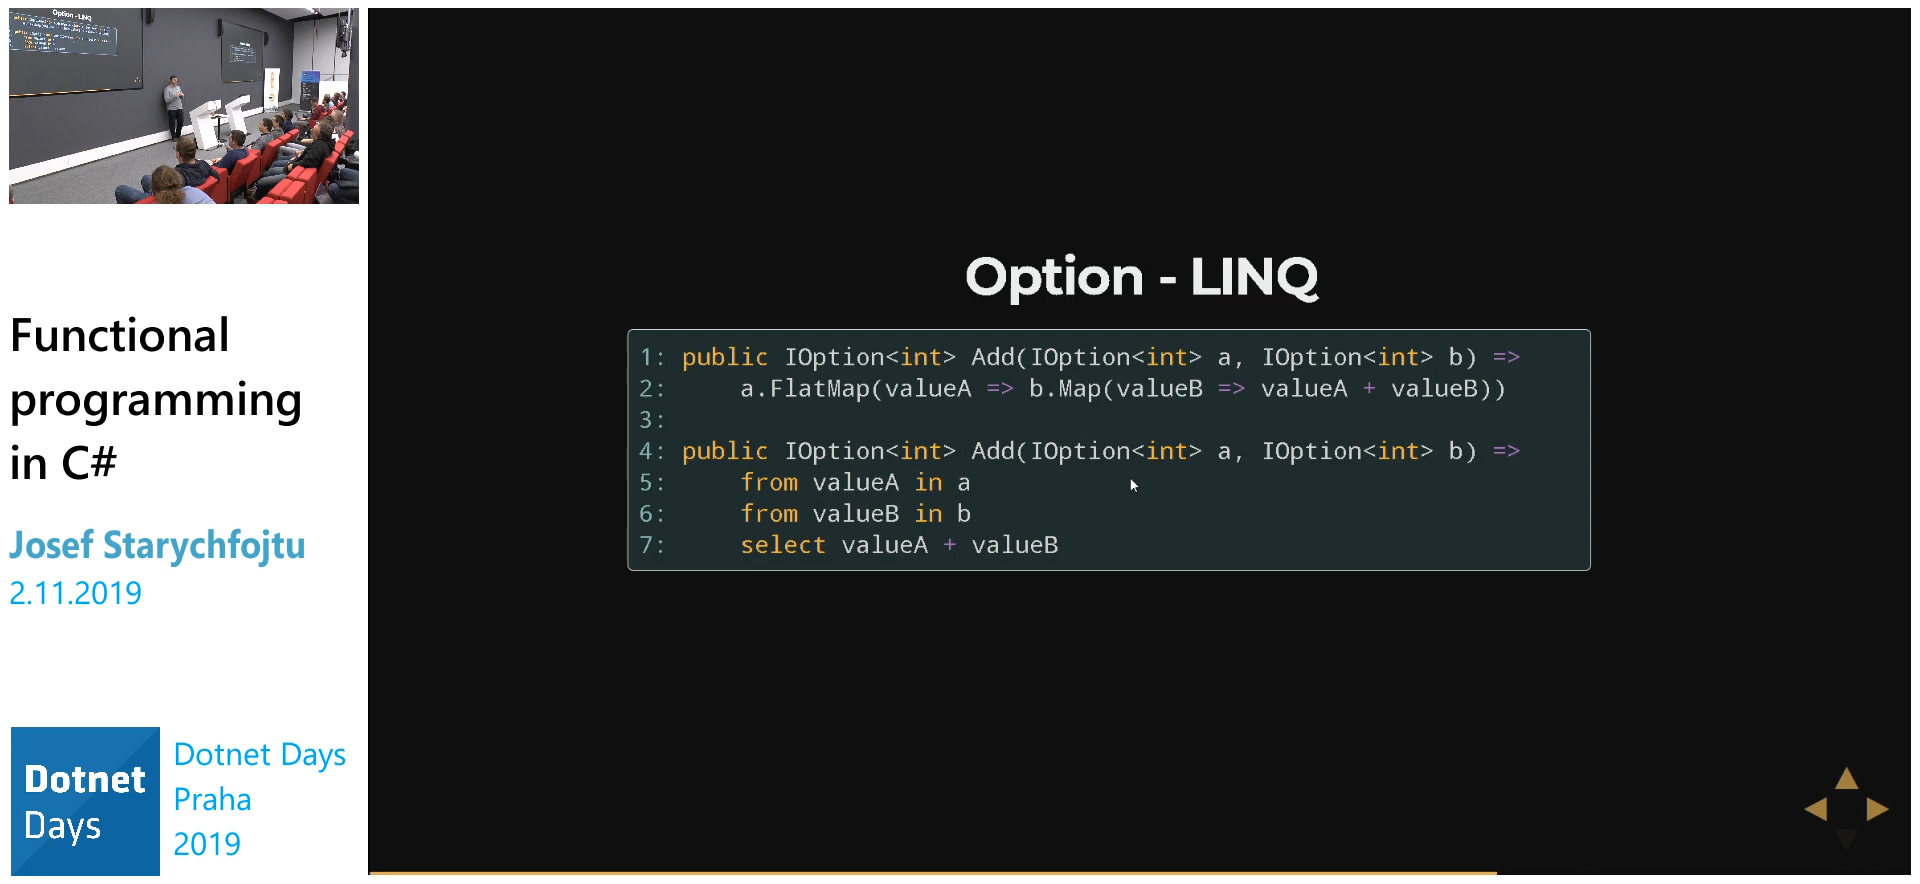 Option - LINQ
Functional
programming
in C#
Josef Starychfojtu
2.11.2019
Dotnet
Days
Dotnet Days
Praha
2019
Option - LINQ
1: public IOption<int> Add(IOption<int> a, IOption<int> b) =>
2:     a.FlatMap(valueA => b.Map(valueB => valueA + valueB))
3:
4: public IOption<int> Add(IOption<int> a, IOption<int> b) =>
5:     from valueA in a
6:     from valueB in b
7:     select valueA + valueB